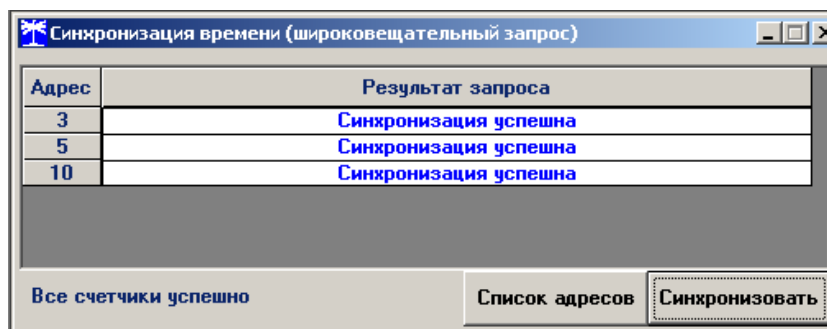 Синхронизация времени (широковещательный запрос)
Адрес Результат запроса
3 Синхронизация успешна
5 Синхронизация успешна
10 Синхронизация успешна
Все счетчики успешно Список адресов Синхронизовать